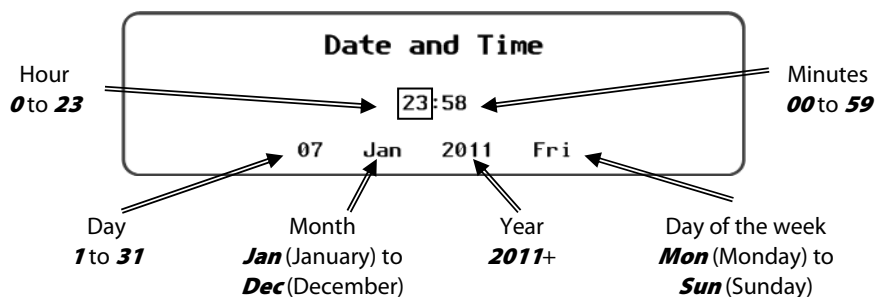 Date and Time
Hour
0 to 23
23:58
Minutes
00 to 59
07 Jan 2011 Fri
Day
1 to 31
Month
Jan (January) to
Dec (December)
Year
2011+
Day of the week
Mon (Monday) to
Sun (Sunday)